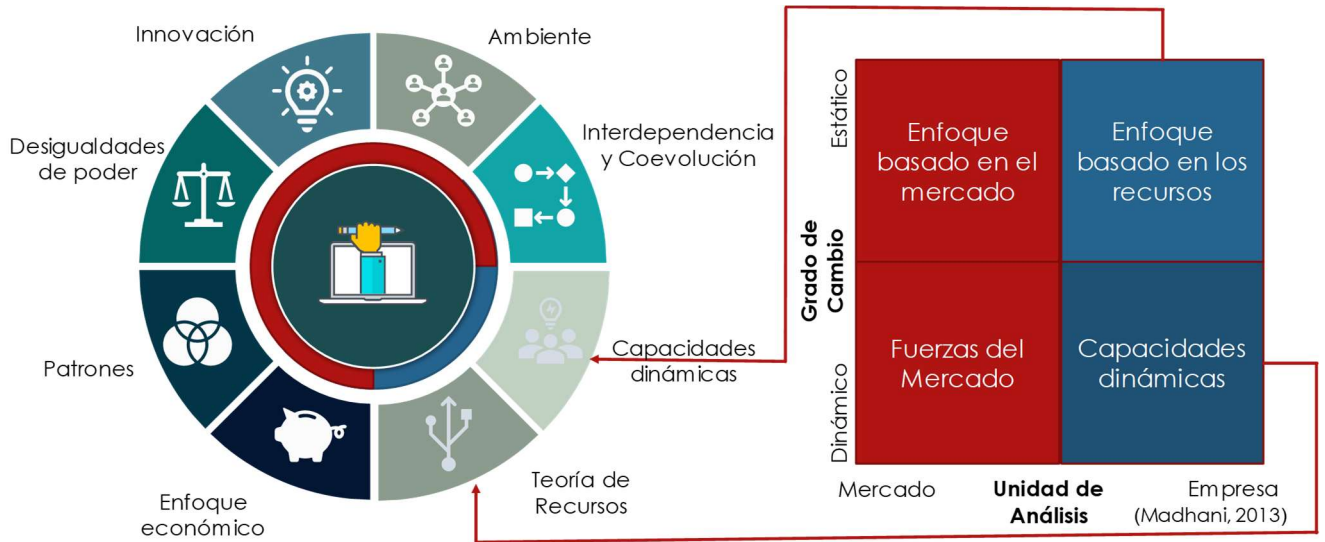 Innovación
Ambiente
Desigualdades
de poder
Interdependencia
y Coevolución
Patrones
Capacidades
dinámicas
Enfoque
económico
Teoría de
Recursos
Grado de
Cambio
Estático
Dinámico
Enfoque
basado en el
mercado
Enfoque
basado en los
recursos
Fuerzas del
Mercado
Capacidades
dinámicas
Mercado
Unidad de
Análisis
Empresa
(Madhani, 2013)